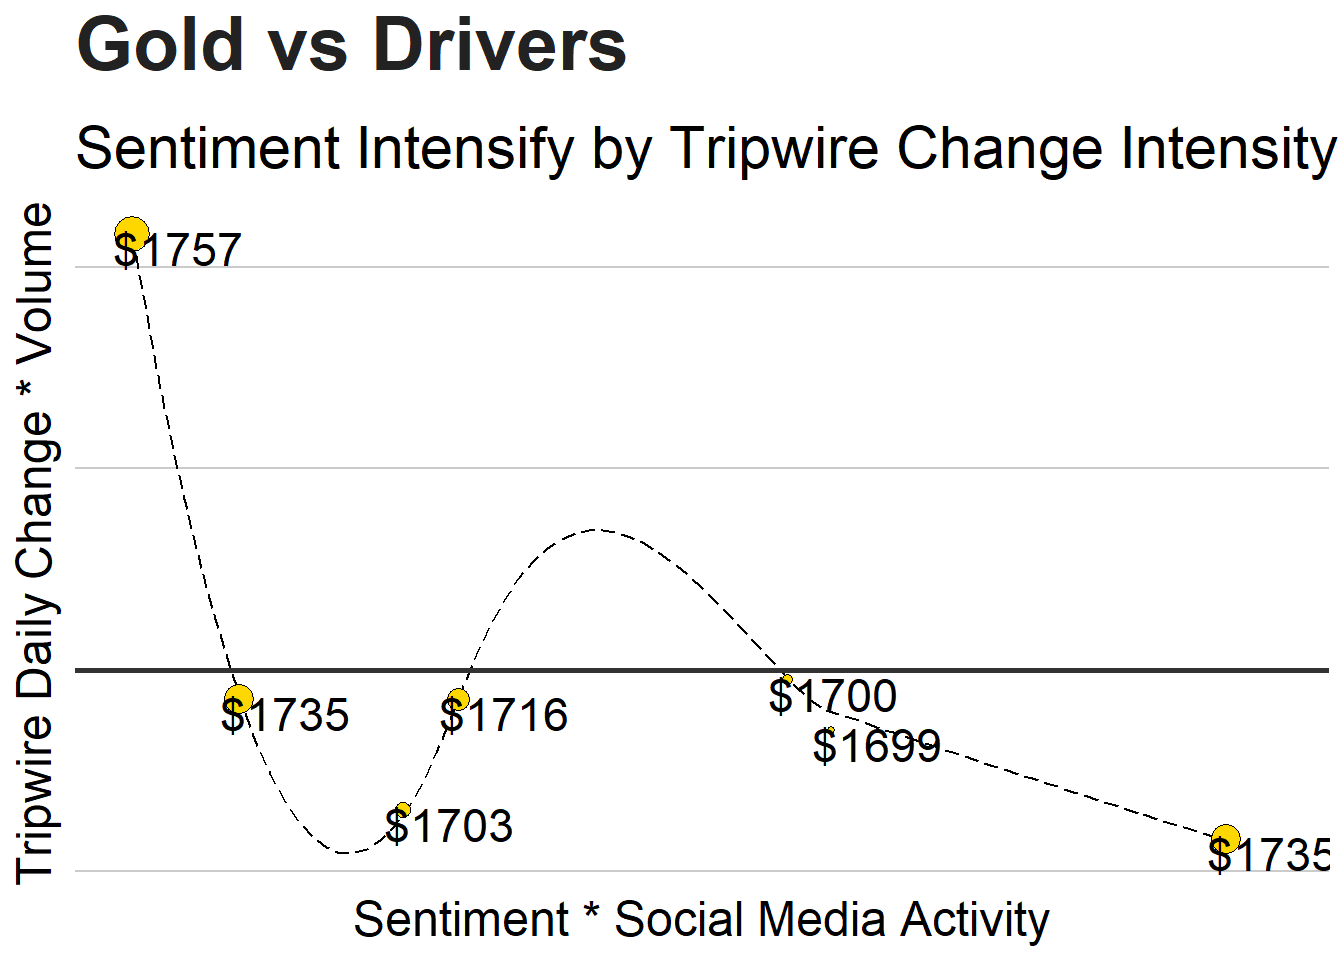 Gold vs Drivers
Sentiment Intensify by Tripwire Change Intensity
Tripwire Daily Change * Volume
$1757
$1735
$1716
$1700
$1699
$1703
$1735
Sentiment * Social Media Activity